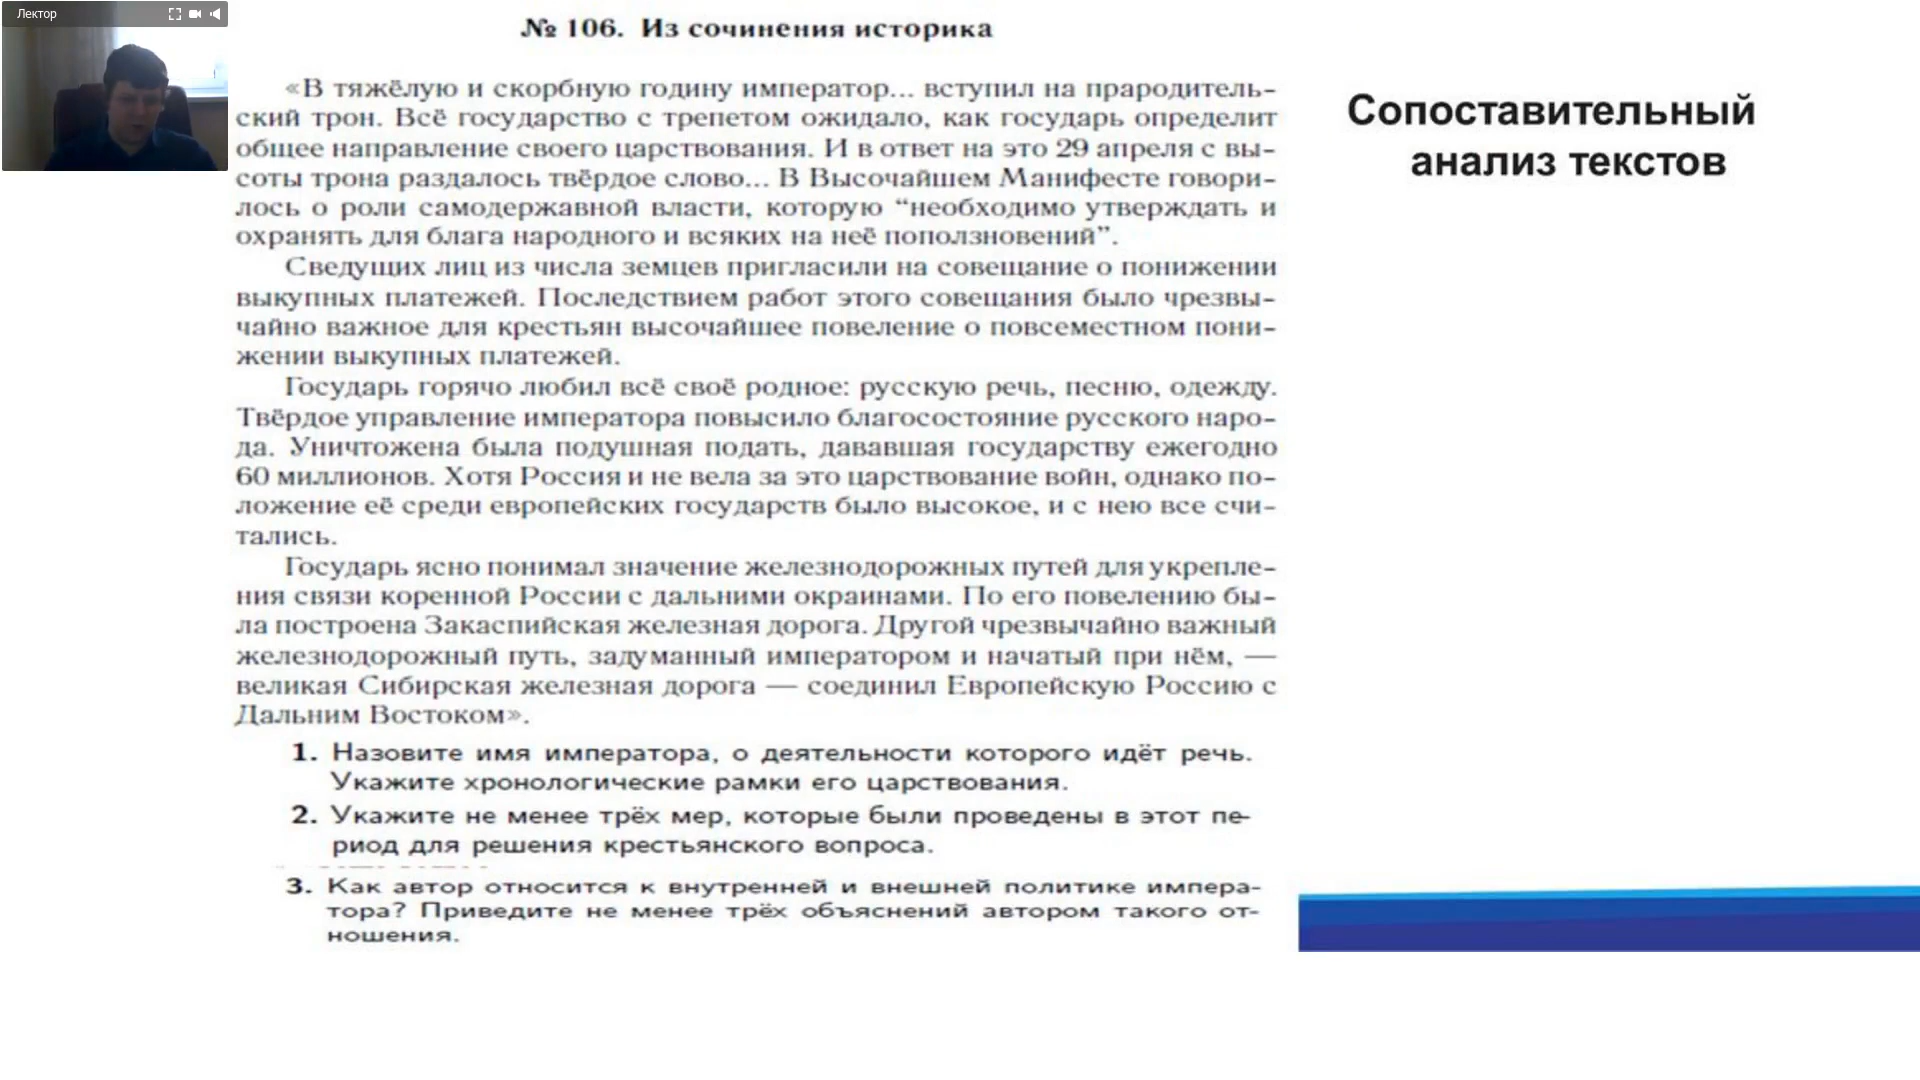 Лектор
№ 106. Из сочинения историка
«В тяжёлую и скорбную годину император... вступил на прародитель-
ский трон. Всё государство с трепетом ожидало, как государь определит
общее направление своего царствования. И в ответ на это 29 апреля с вы-
соты трона раздалось твёрдое слово... В Высочайшем Манифесте говори-
лось о роли самодержавной власти, которую “необходимо утверждать и
охранять для блага народного и всяких на неё поползновений”.
Сведущих лиц из числа земцев пригласили на совещание о понижении
выкупных платежей. Последствием работ этого совещания было чрезвы-
чайно важное для крестьян высочайшее повеление о повсеместном пони-
жении выкупных платежей.
Государь горячо любил всё своё родное: русскую речь, песню, одежду.
Твёрдое управление императора повысило благосостояние русского наро-
да. Уничтожена была подушная подать, дававшая государству ежегодно
60 миллионов. Хотя Россия и не вела за это царствование войн, однако по-
ложение её среди европейских государств было высокое, и с нею все счи-
тались.
Государь ясно понимал значение железнодорожных путей для укрепле-
ния связи коренной России с дальними окраинами. По его повелению бы-
ла построена Закаспийская железная дорога. Другой чрезвычайно важный
железнодорожный путь, задуманный императором и начатый при нём, —
великая Сибирская железная дорога — соединил Европейскую Россию с
Дальним Востоком».
1. Назовите имя императора, о деятельности которого идёт речь.
Укажите хронологические рамки его царствования.
2. Укажите не менее трёх мер, которые были проведены в этот пе-
риод для решения крестьянского вопроса.
3. Как автор относится к внутренней и внешней политике импера-
тора? Приведите не менее трёх объяснений автором такого от-
ношения.
Сопоставительный
анализ текстов